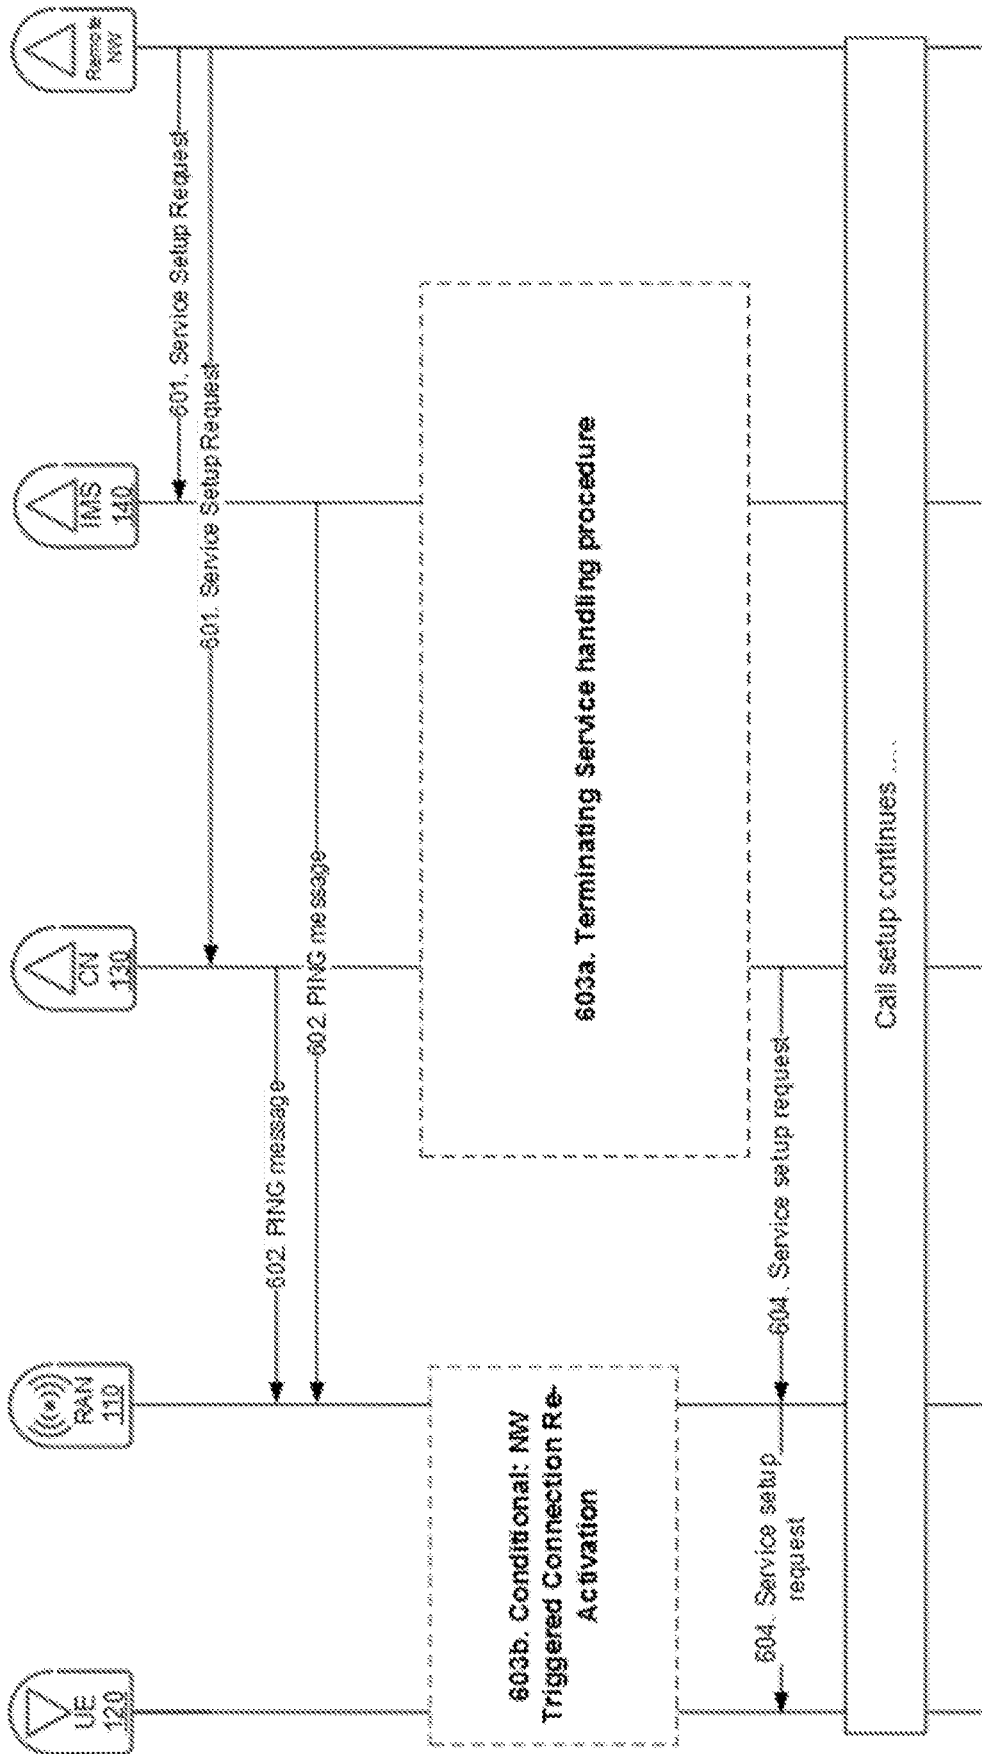 UE
120
RAN
110
CN
130
IMS
140
Remote
NW
601. Service Setup Request
601. Service Setup Request
602. PING message
602. PING message
603b. Conditional: NW
Triggered Connection Re-
Activation
603a. Terminating Service handling procedure
604. Service setup
request
604. Service setup request
Call setup continues ....